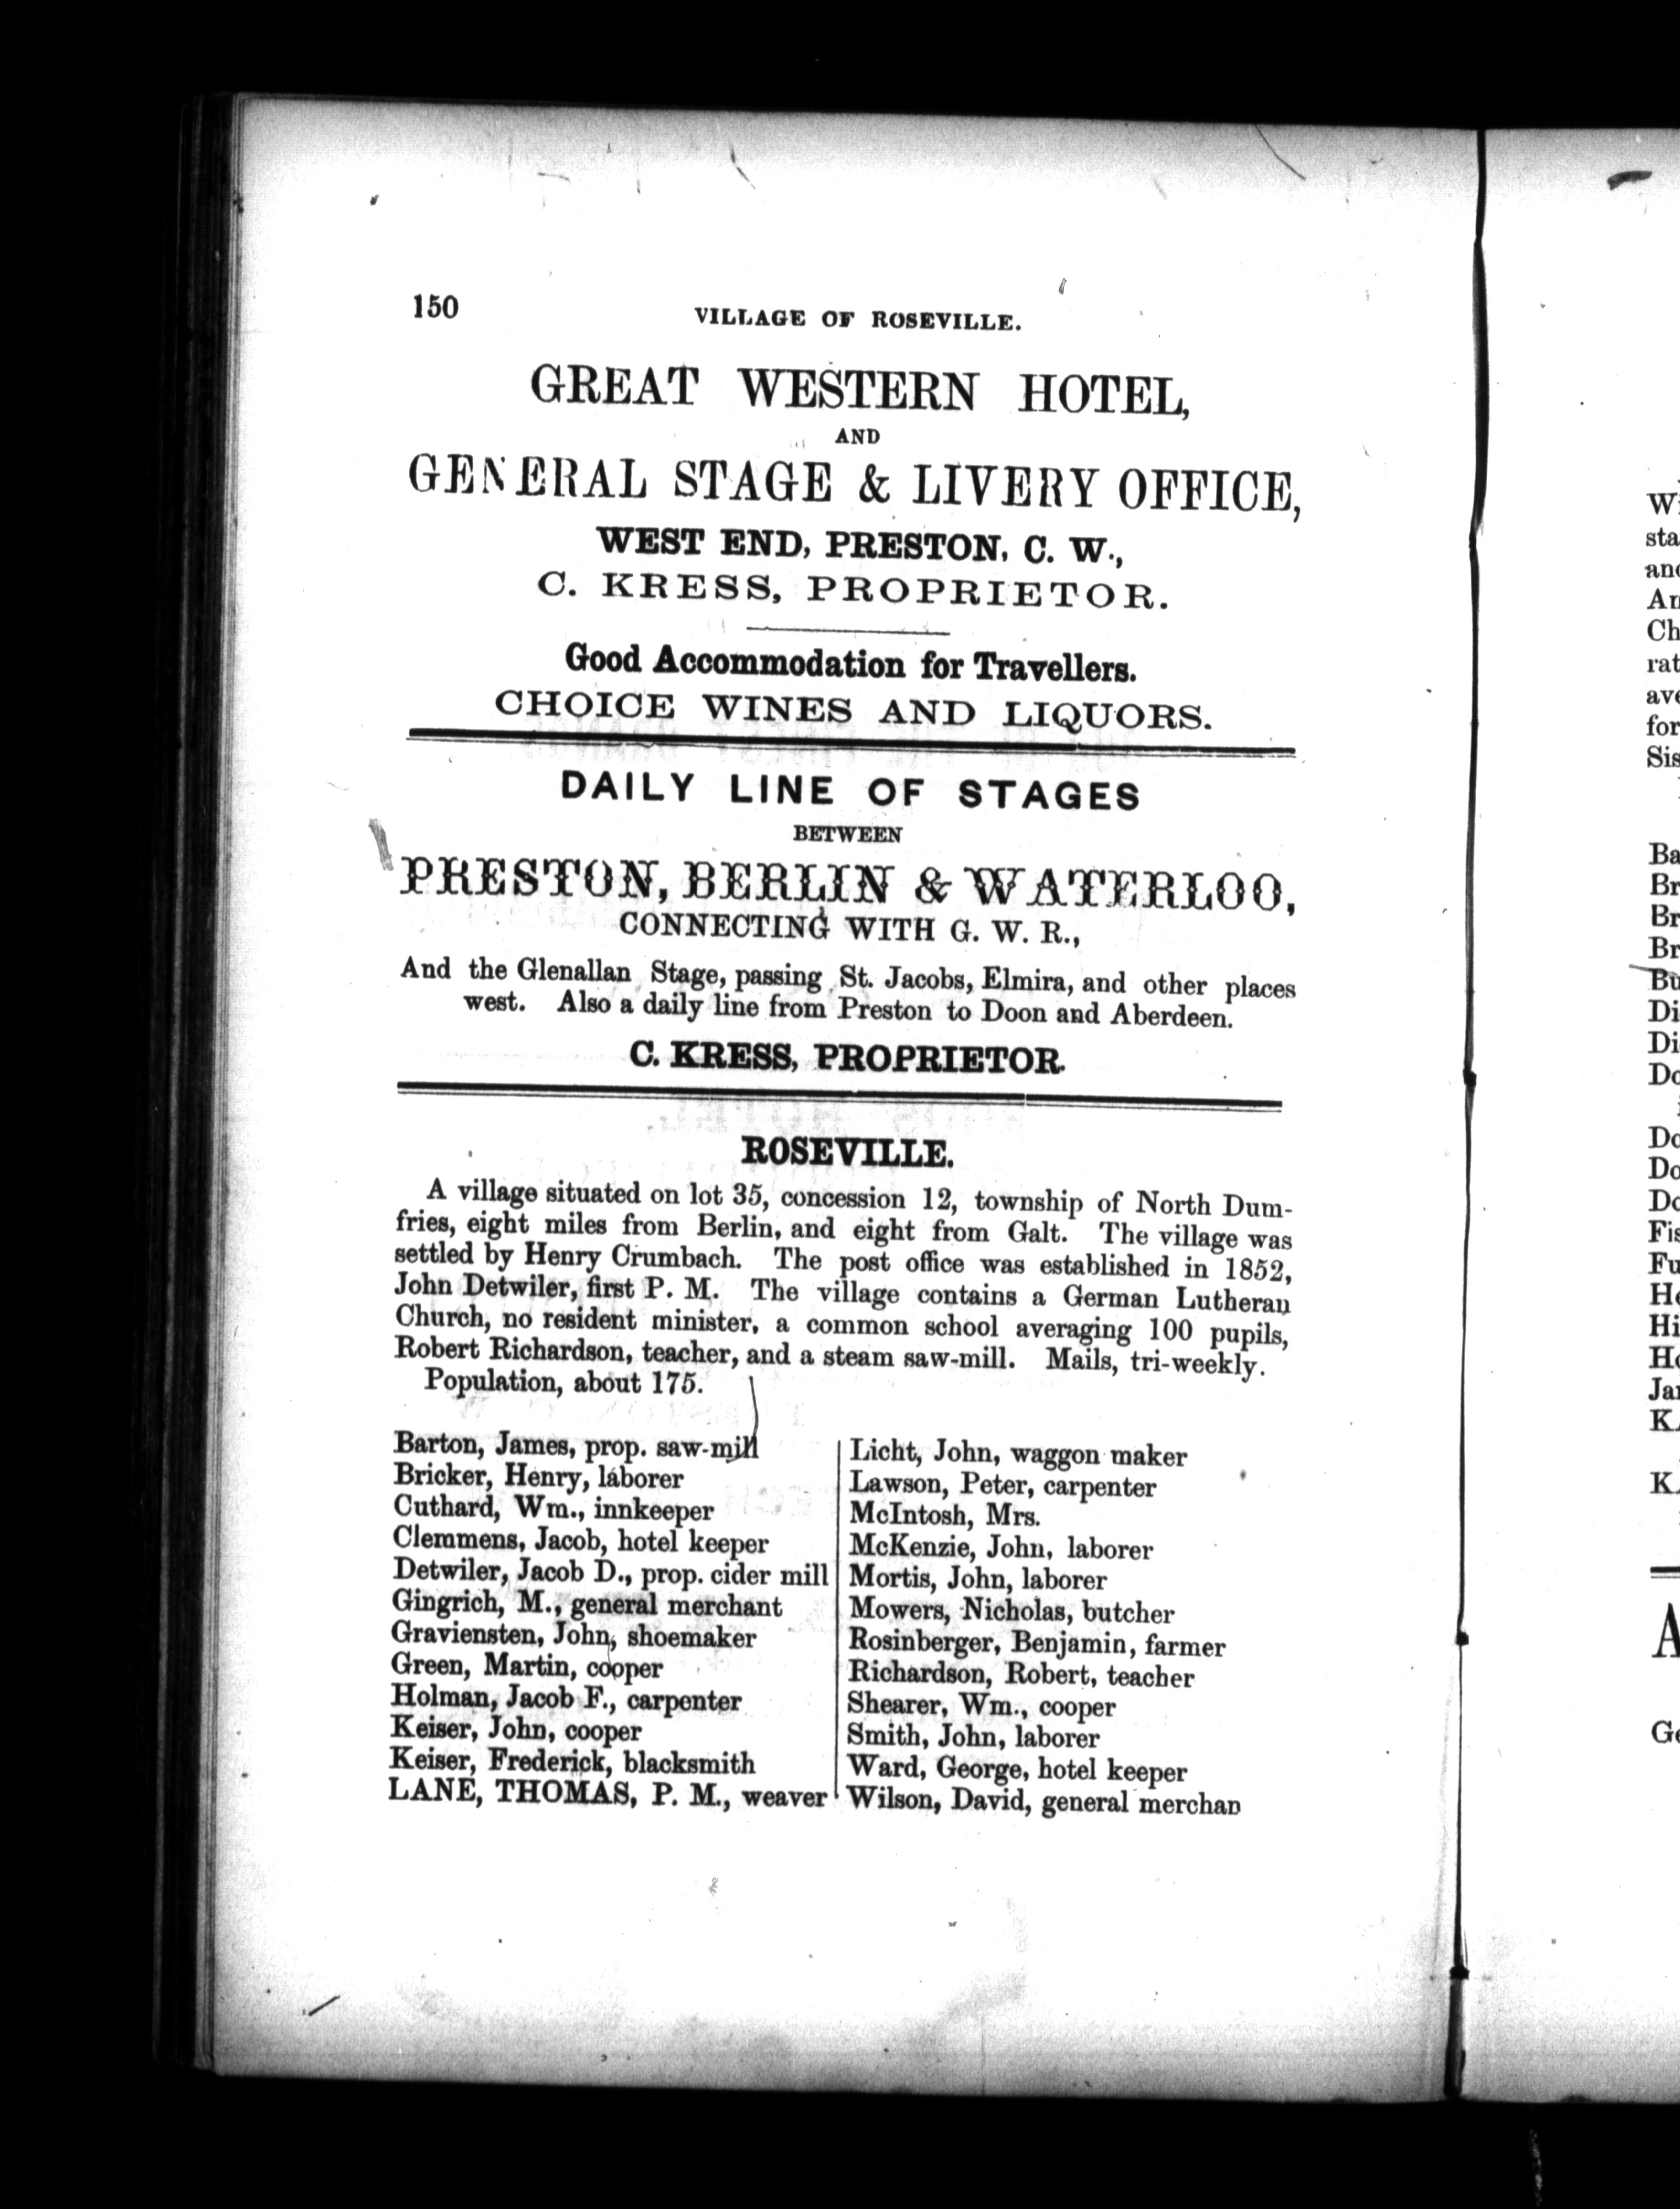 150
VILLAGE OF ROSEVILLE.
GREAT WESTERN HOTEL,
AND
GENERAL STAGE & LIVERY OFFICE,
WEST END, PRESTON, C. W.,
C. KRESS, PROPRIETOR.
Good Accommodation for Travellers.
CHOICE WINES AND LIQUORS.
DAILY LINE OF STAGES
BETWEEN
PRESTON, BERLIN & WATERLOO,
CONNECTING WITH G. W. R.,
And the Glenallan Stage, passing St. Jacobs, Elmira, and other places
west. Also a daily line from Preston to Doon and Aberdeen.
C. KRESS, PROPRIETOR.
ROSEVILLE.
A village situated on lot 35, concession 12, township of North Dum-
fries, eight miles from Berlin, and eight from Galt. The village was
settled by Henry Crumbach. The post office was established in 1852,
John Detwiler, first P. M. The village contains a German Lutheran
Church, no resident minister, a common school averaging 100 pupils,
Robert Richardson, teacher, and a steam saw-mill. Mails, tri-weekly.
Population, about 175.
Barton, James, prop. saw-mill
Bricker, Henry, laborer
Cuthard, Wm., innkeeper
Clemmens, Jacob, hotel keeper
Detwiler, Jacob D., prop. cider mill
Gingrich, M., general merchant
Graviensten, John, shoemaker
Green, Martin, cooper
Holman, Jacob F., carpenter
Keiser, John, cooper
Keiser, Frederick, blacksmith
LANE, THOMAS, P. M., weaver
Licht, John, waggon maker
Lawson, Peter, carpenter
McIntosh, Mrs.
McKenzie, John, laborer
Mortis, John, laborer
Mowers, Nicholas, butcher
Rosinberger, Benjamin, farmer
Richardson, Robert, teacher
Shearer, Wm., cooper
Smith, John, laborer
Ward, George, hotel keeper
Wilson, David, general merchan